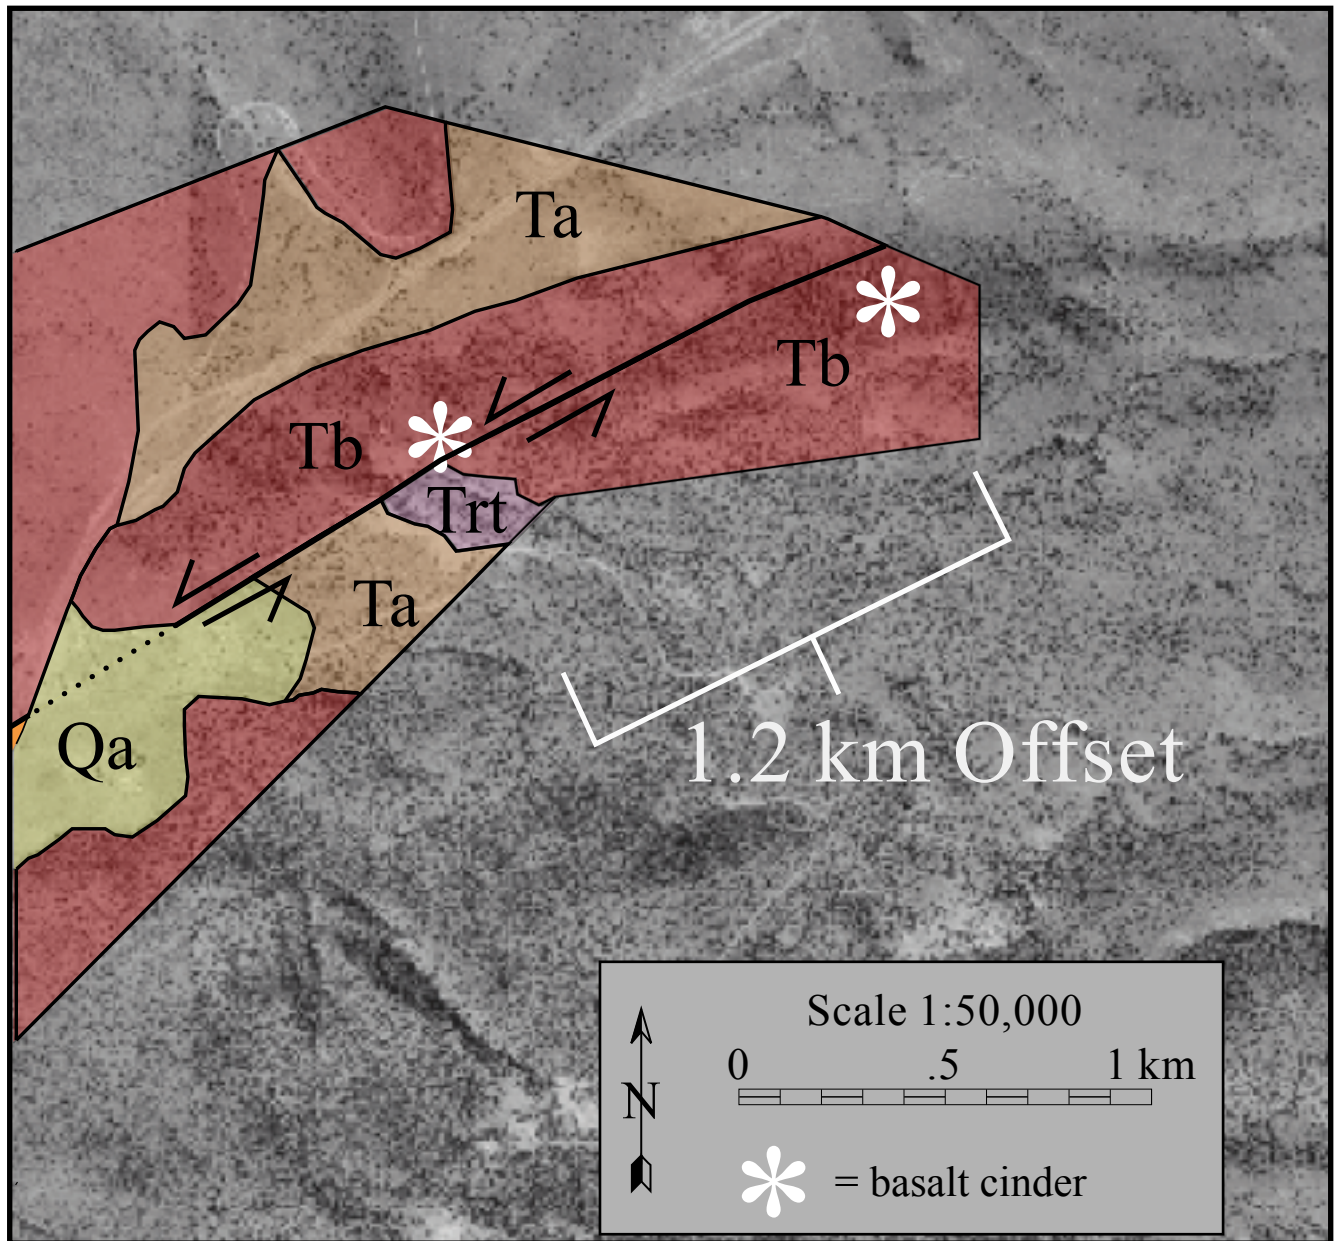 Ta
Tb
Tb
Trt
Ta
Qa
1.2 km Offset
Scale 1:50,000
0 .5 1 km
N
= basalt cinder